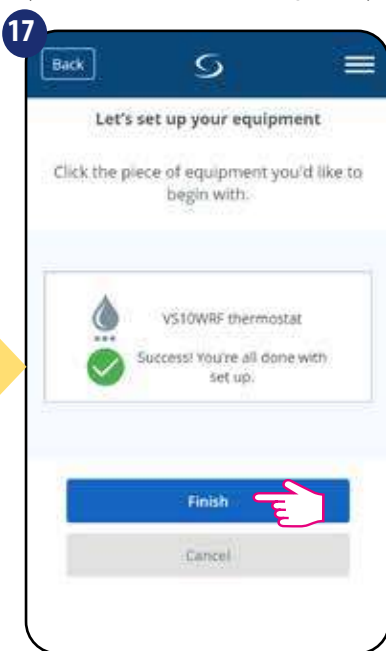 17
Back
Let's set up your equipment
Click the piece of equipment you'd like to
begin with.
VS10WRF thermostat
Success! You're all done with
set up.
Finish
Cancel